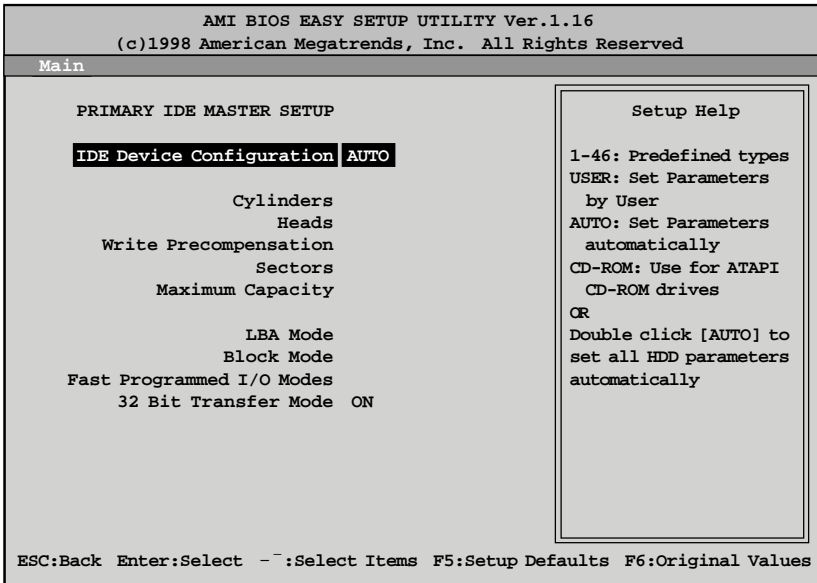 AMI BIOS EASY SETUP UTILITY Ver.1.16
(c)1998 American Megatrends, Inc. All Rights Reserved
Main
PRIMARY IDE MASTER SETUP
IDE Device Configuration AUTO
Cylinders
Heads
Write Precompensation
Sectors
Maximum Capacity
LBA Mode
Block Mode
Fast Programmed I/O Modes
32 Bit Transfer Mode ON
Setup Help
1-46: Predefined types
USER: Set Parameters
by User
AUTO: Set Parameters
automatically
CD-ROM: Use for ATAPI
CD-ROM drives
OR
Double click [AUTO] to
set all HDD parameters
automatically
ESC:Back Enter:Select -¯:Select Items F5:Setup Defaults F6:Original Values